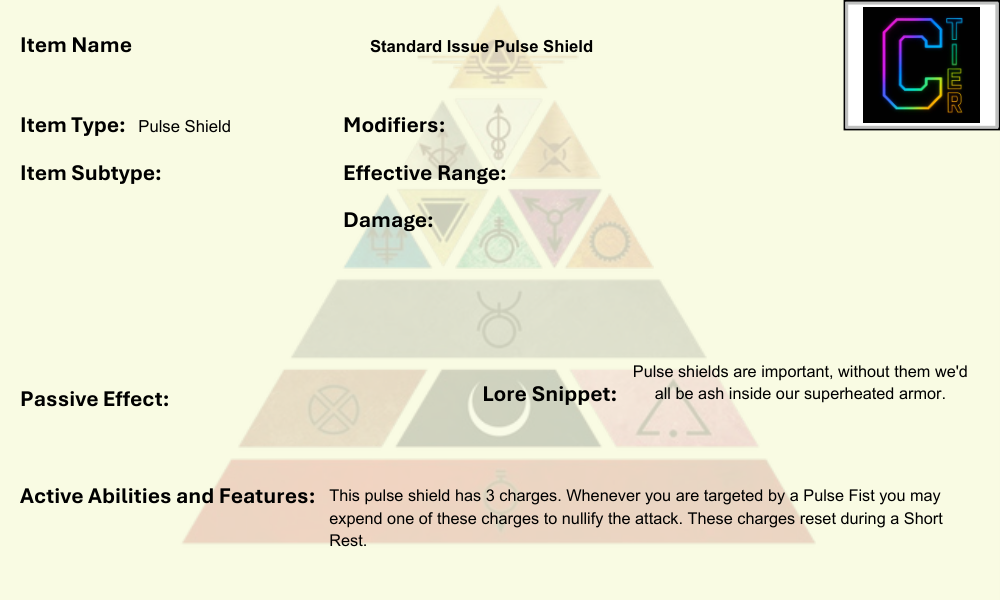 Item Name
Standard Issue Pulse Shield
C
TIER
Item Type: Pulse Shield
Modifiers:
Item Subtype:
Effective Range:
Damage:
Passive Effect:
Lore Snippet:
Pulse shields are important, without them we'd
all be ash inside our superheated armor.
Active Abilities and Features:
This pulse shield has 3 charges. Whenever you are targeted by a Pulse Fist you may
expend one of these charges to nullify the attack. These charges reset during a Short
Rest.